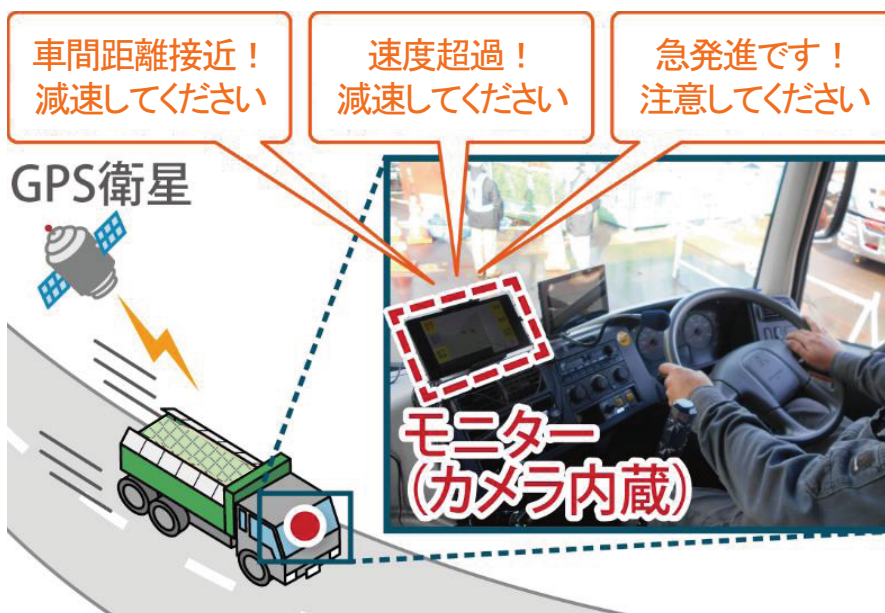 車間距離接近！
減速してください
速度超過！
減速してください
急発進です！
注意してください
GPS衛星
モニター
（カメラ内蔵）